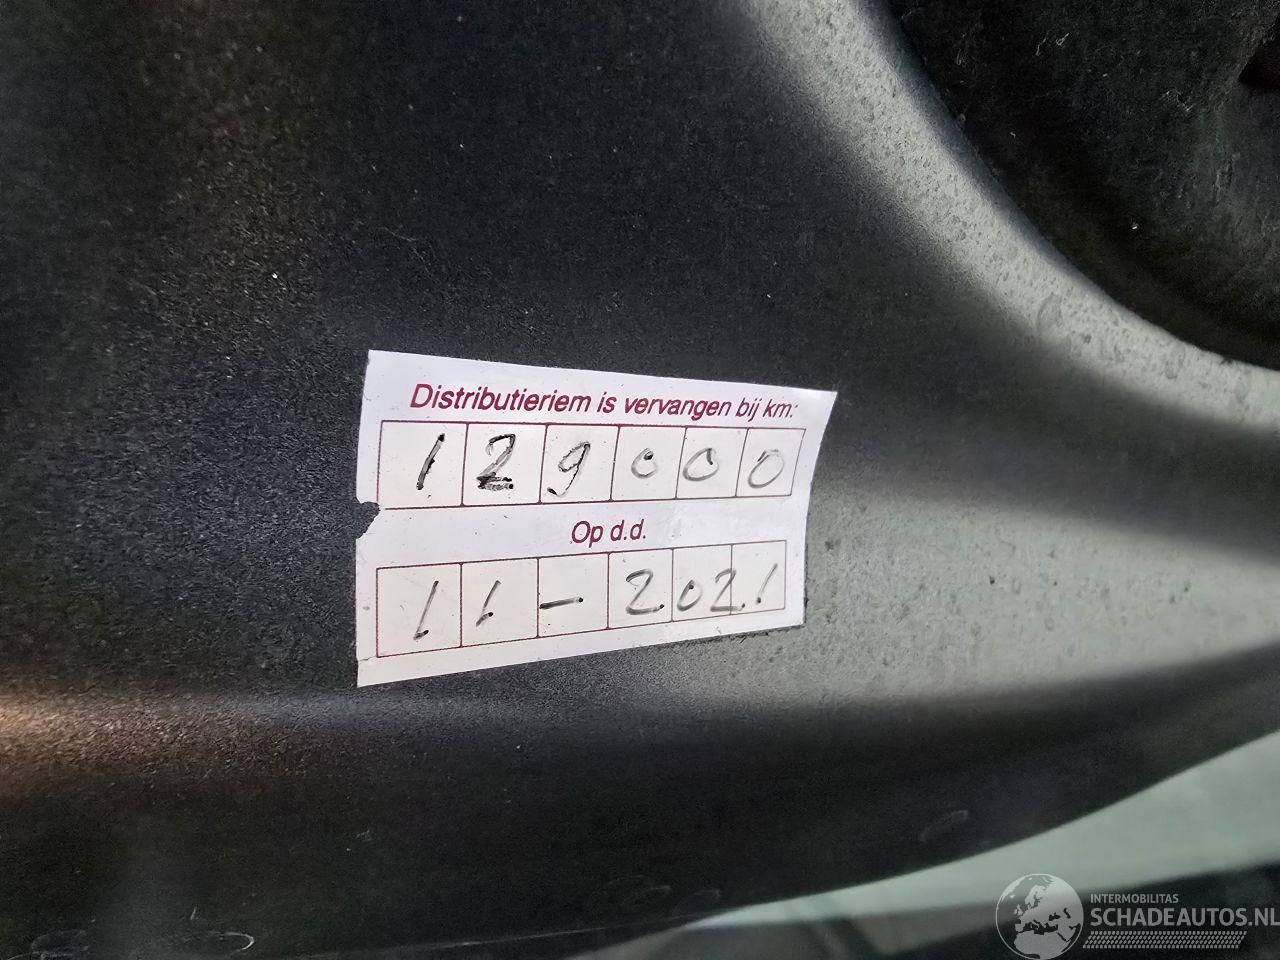 Distributieriem is vervangen bij km:
129000
Op d.d.
11-2021
INTERMOBILITAS
SCHADEAUTOS.NL